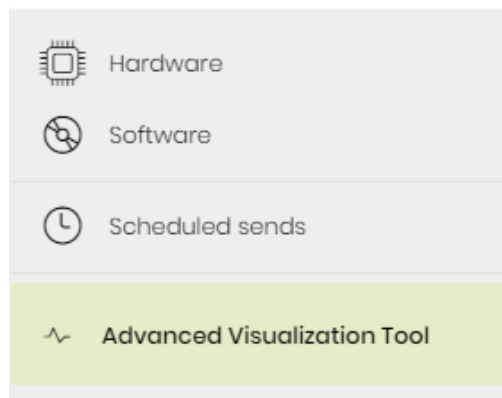 Hardware
Software
Scheduled sends
Advanced Visualization Tool